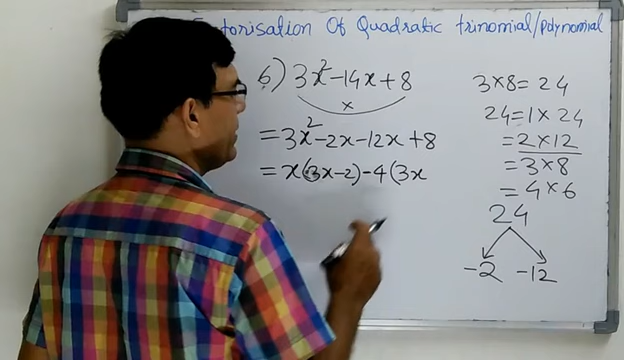 Factorisation Of Quadratic trinomial/polynomial
6) 3x²-14x+8
x
= 3x²-2x-12x+8
= x(3x-2)-4(3x
3×8=24
24=1×24
=2×12
=3×8
=4×6
24
-2 -12